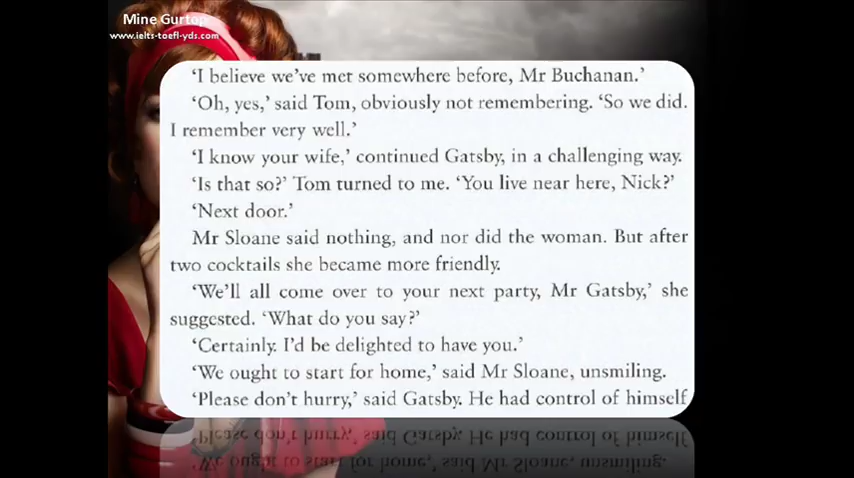 Mine Gurtop
www.ielts-toefl-yds.com
‘I believe we’ve met somewhere before, Mr Buchanan.’
‘Oh, yes,’ said Tom, obviously not remembering. ‘So we did.
I remember very well.’
‘I know your wife,’ continued Gatsby, in a challenging way.
‘Is that so?’ Tom turned to me. ‘You live near here, Nick?’
‘Next door.’
Mr Sloane said nothing, and nor did the woman. But after
two cocktails she became more friendly.
‘We’ll all come over to your next party, Mr Gatsby,’ she
suggested. ‘What do you say?’
‘Certainly. I’d be delighted to have you.’
‘We ought to start for home,’ said Mr Sloane, unsmiling.
‘Please don’t hurry,’ said Gatsby. He had control of himself